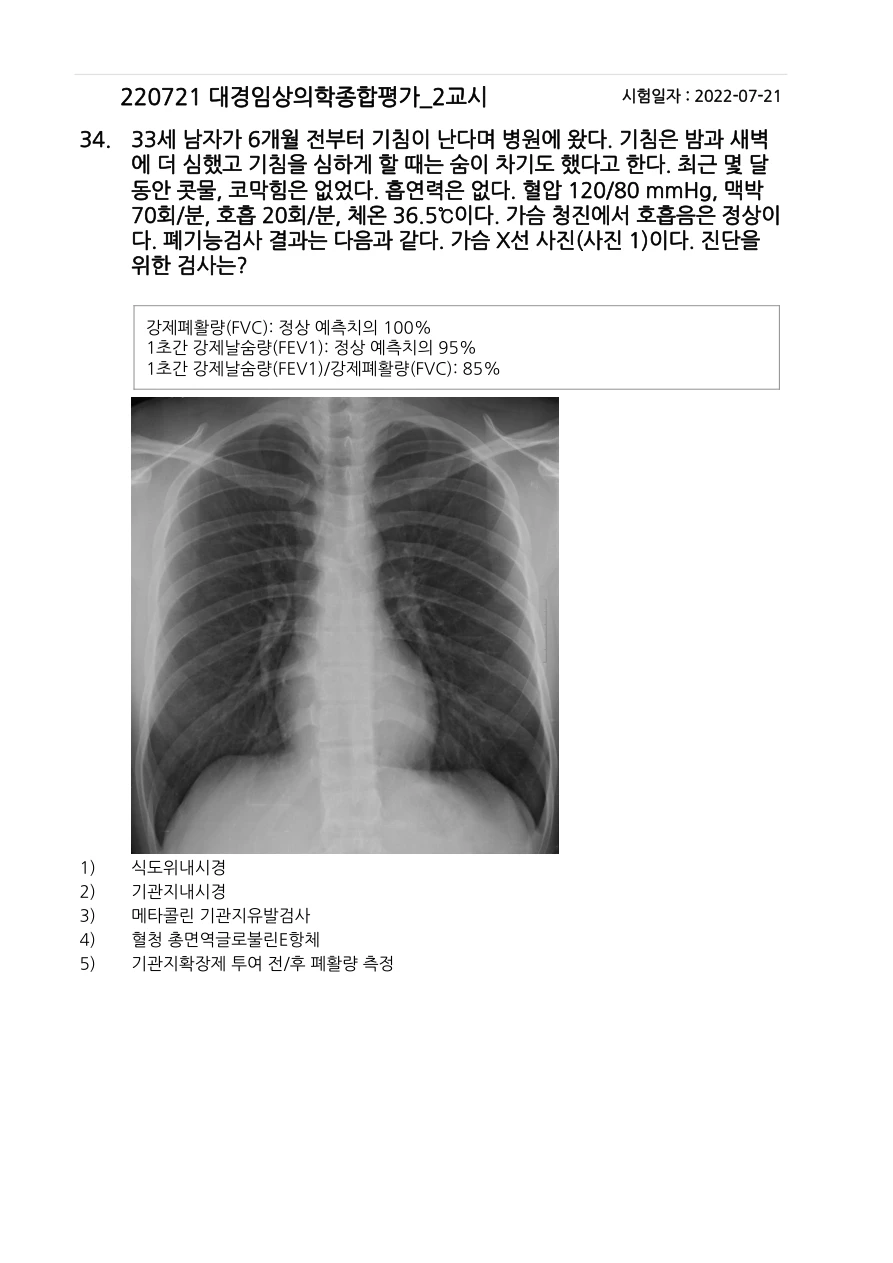 220721 대경임상의학종합평가_2교시 시험일자 : 2022-07-21
34. 33세 남자가 6개월 전부터 기침이 난다며 병원에 왔다. 기침은 밤과 새벽
에 더 심했고 기침을 심하게 할 때는 숨이 차기도 했다고 한다. 최근 몇 달
동안 콧물, 코막힘은 없었다. 흡연력은 없다. 혈압 120/80 mmHg, 맥박
70회/분, 호흡 20회/분, 체온 36.5℃이다. 가슴 청진에서 호흡음은 정상이
다. 폐기능검사 결과는 다음과 같다. 가슴 X선 사진(사진 1)이다. 진단을
위한 검사는?
강제폐활량(FVC): 정상 예측치의 100%
1초간 강제날숨량(FEV1): 정상 예측치의 95%
1초간 강제날숨량(FEV1)/강제폐활량(FVC): 85%
1) 식도위내시경
2) 기관지내시경
3) 메타콜린 기관지유발검사
4) 혈청 총면역글로불린E항체
5) 기관지확장제 투여 전/후 폐활량 측정